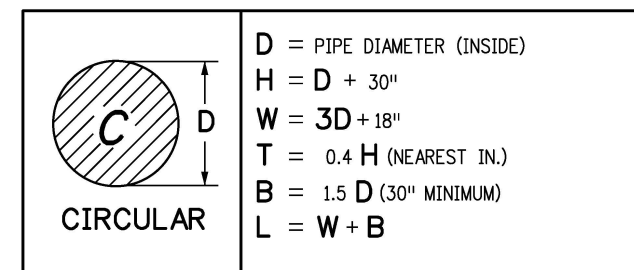 C
D
CIRCULAR
D = PIPE DIAMETER (INSIDE)
H = D + 30"
W = 3D + 18"
T = 0.4 H (NEAREST IN.)
B = 1.5 D (30" MINIMUM)
L = W + B